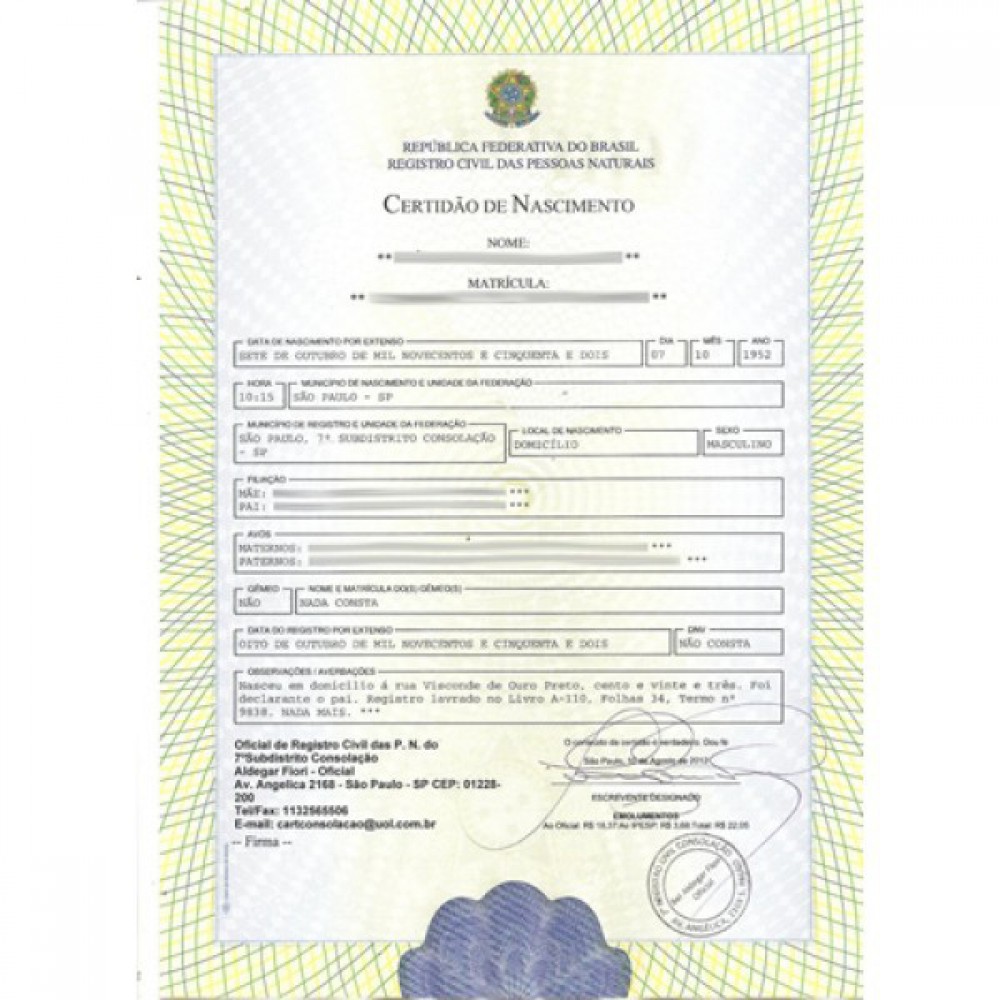 REPÚBLICA FEDERATIVA DO BRASIL
REGISTRO CIVIL DAS PESSOAS NATURAIS
CERTIDÃO DE NASCIMENTO
NOME:
** **
MATRÍCULA:
** **
DATA DE NASCIMENTO POR EXTENSO DIA MÊS ANO
SETE DE OUTUBRO DE MIL NOVECENTOS E CINQUENTA E DOIS 07 10 1952
HORA MUNICÍPIO DE NASCIMENTO E UNIDADE DA FEDERAÇÃO
10:15 SÃO PAULO - SP
MUNICÍPIO DE REGISTRO E UNIDADE DA FEDERAÇÃO LOCAL DE NASCIMENTO SEXO
SÃO PAULO, 7º SUBDISTRITO CONSOLAÇÃO DOMICÍLIO MASCULINO
- SP
FILIAÇÃO
MÃE: ***
PAI: ***
AVÓS
MATERNOS: ***
PATERNOS: ***
GÊMEO NOME E MATRÍCULA DO(S) GÊMEO(S)
NÃO NADA CONSTA
DATA DO REGISTRO POR EXTENSO DNV
OITO DE OUTUBRO DE MIL NOVECENTOS E CINQUENTA E DOIS NÃO CONSTA
OBSERVAÇÕES / AVERBAÇÕES
Nasceu em domicílio á rua Visconde de Ouro Preto, cento e vinte e três. Foi
declarante o pai. Registro lavrado no Livro A-110, Folhas 34, Termo nº
9838. NADA MAIS. ***
Oficial de Registro Civil das P. N. do
7ºSubdistrito Consolação
Aldegar Fiori - Oficial
Av. Angelica 2168 - São Paulo - SP CEP: 01228-
200
Tel/Fax: 1132565506
E-mail: cartconsolacao@uol.com.br
-- Firma --
O conteúdo da certidão é verdadeiro. Dou fé
São Paulo, de Agosto de
ESCREVENTE DESIGNADO
EMOLUMENTOS
Ao Oficial: R$ 18,37 Ao IPESP: R$ 3,68 Total: R$ 22,05
REGISTRO CIVIL CONSOLAÇÃO
Aldegar Fiori
Oficial
AV. ANGÉLICA,